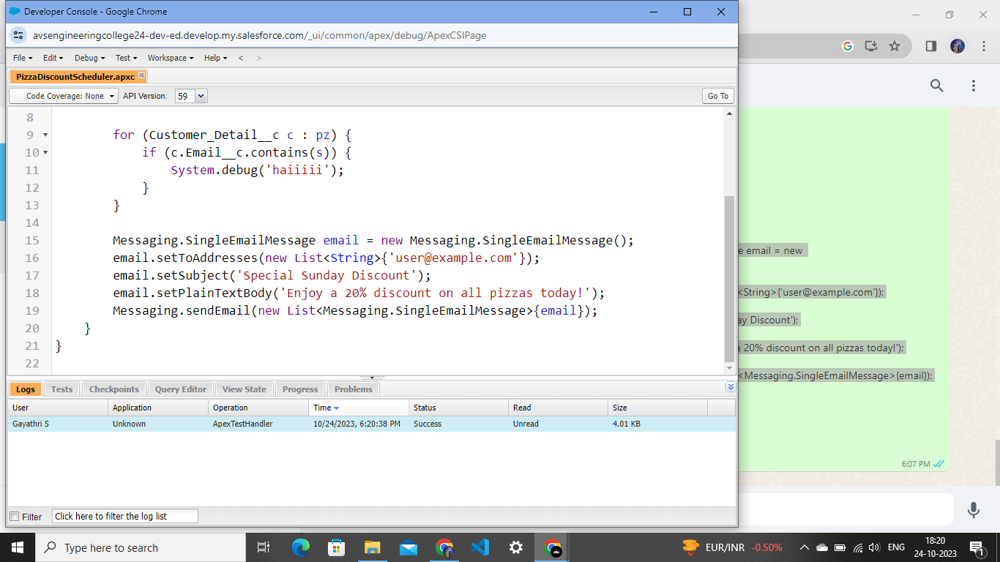 Developer Console - Google Chrome
avsengineeringcollege24-dev-ed.develop.my.salesforce.com/_ui/common/apex/debug/ApexCSIPage
File Edit Debug Test Workspace Help < >
PizzaDiscountScheduler.apxc
Code Coverage: None API Version: 59 Go To
8
9 for (Customer_Detail__c c : pz) {
10 if (c.Email__c.contains(s)) {
11 System.debug('haiiiii');
12 }
13 }
14
15 Messaging.SingleEmailMessage email = new Messaging.SingleEmailMessage();
16 email.setToAddresses(new List<String>{'user@example.com'});
17 email.setSubject('Special Sunday Discount');
18 email.setPlainTextBody('Enjoy a 20% discount on all pizzas today!');
19 Messaging.sendEmail(new List<Messaging.SingleEmailMessage>{email});
20 }
21 }
22
Logs Tests Checkpoints Query Editor View State Progress Problems
User Application Operation Time Status Read Size
Gayathri S Unknown ApexTestHandler 10/24/2023, 6:20:38 PM Success Unread 4.01 KB
Filter Click here to filter the log list
e email = new
<String>{'user@example.com'});
ay Discount');
a 20% discount on all pizzas today!');
<Messaging.SingleEmailMessage>{email});
6:07 PM
Type here to search
EUR/INR -0.50%
ENG
18:20
24-10-2023
1